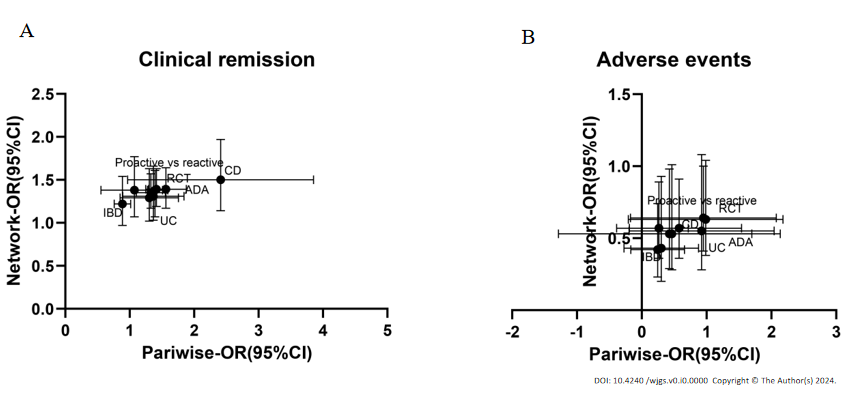 A
Clinical remission
2.5
2.0
1.5
1.0
0.5
0.0
0
1
2
3
4
5
Network-OR(95%CI)
Pariwise-OR(95%CI)
Proactive vs reactive
RCT
CD
ADA
IBD
UC
B
Adverse events
1.5
1.0
0.5
-2
-1
0
1
2
3
Network-OR(95%CI)
Pariwise-OR(95%CI)
Proactive vs reactive
RCT
CD
ADA
UC
IBD
DOI: 10.4240 /wjgs.v0.i0.0000 Copyright © The Author(s) 2024.